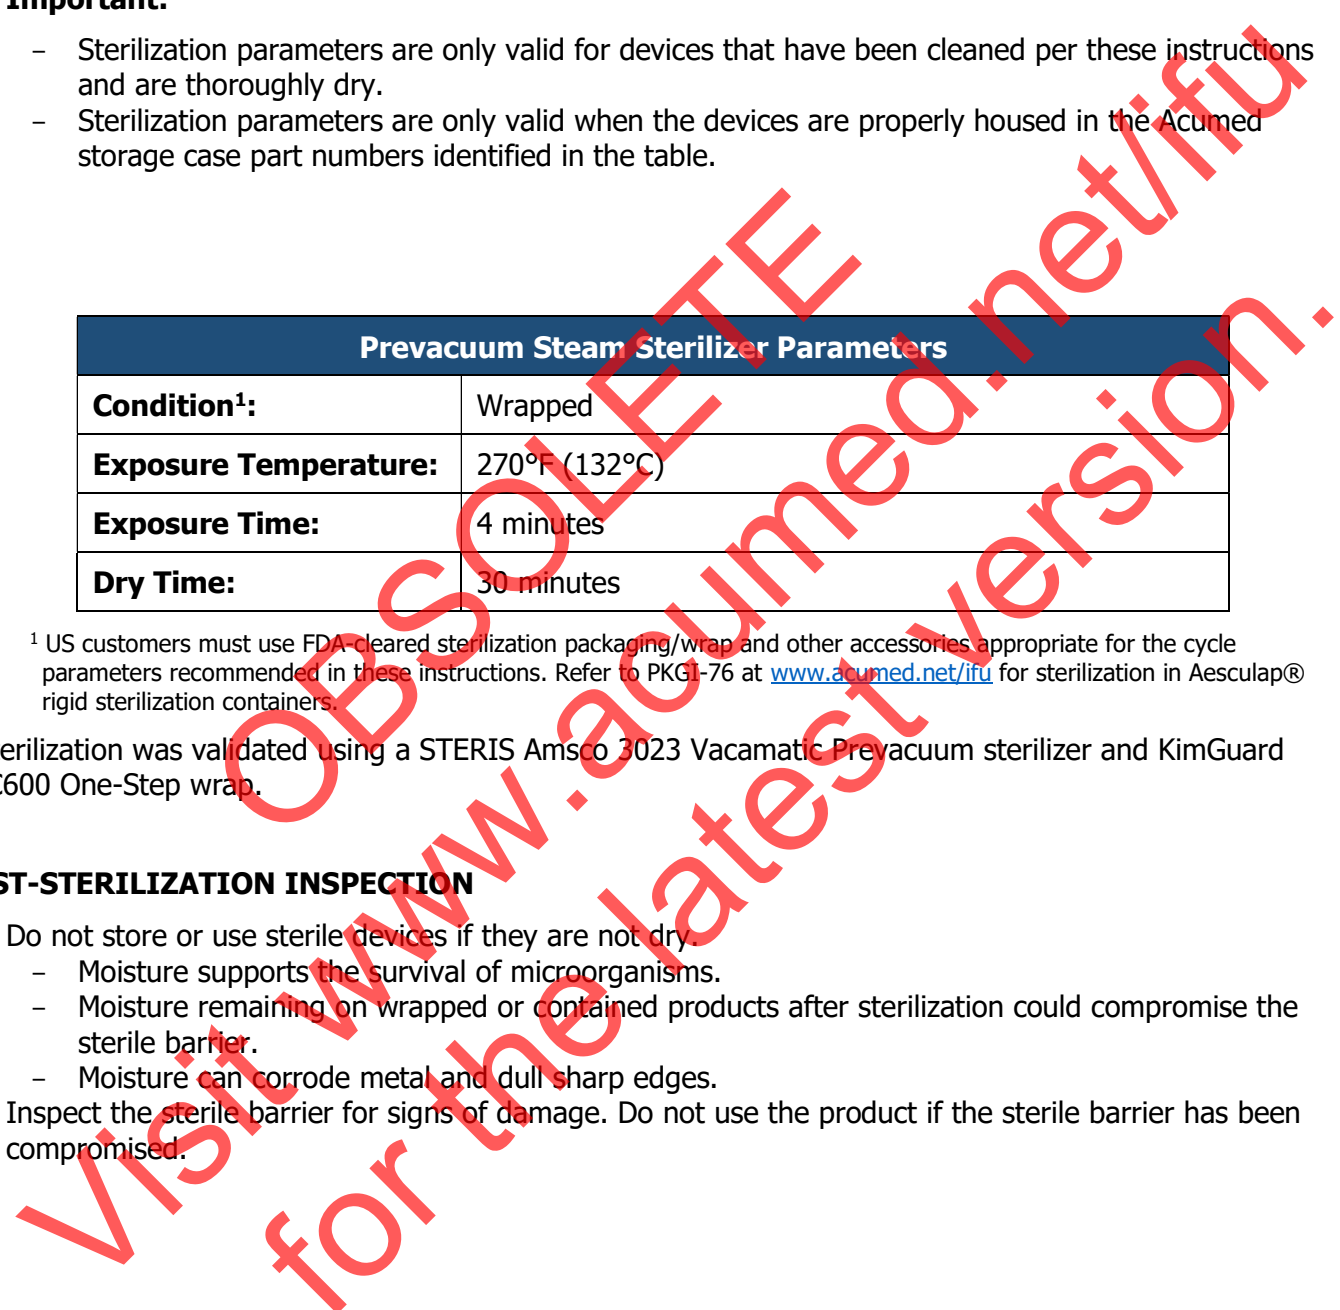 Important:
- Sterilization parameters are only valid for devices that have been cleaned per these instructions
and are thoroughly dry.
- Sterilization parameters are only valid when the devices are properly housed in the Acumed
storage case part numbers identified in the table.
Prevacuum Steam Sterilizer Parameters
Condition¹: Wrapped
Exposure Temperature: 270°F (132°C)
Exposure Time: 4 minutes
Dry Time: 30 minutes
¹ US customers must use FDA-cleared sterilization packaging/wrap and other accessories appropriate for the cycle
parameters recommended in these instructions. Refer to PKGI-76 at www.acumed.net/ifu for sterilization in Aesculap®
rigid sterilization containers.
erilization was validated using a STERIS Amsco 3023 Vacamatic Prevacuum sterilizer and KimGuard
600 One-Step wrap.
ST-STERILIZATION INSPECTION
Do not store or use sterile devices if they are not dry.
- Moisture supports the survival of microorganisms.
- Moisture remaining on wrapped or contained products after sterilization could compromise the
sterile barrier.
- Moisture can corrode metal and dull sharp edges.
Inspect the sterile barrier for signs of damage. Do not use the product if the sterile barrier has been
compromised.
OBSOLETE
Visit www.acumed.net/ifu
for the latest version.